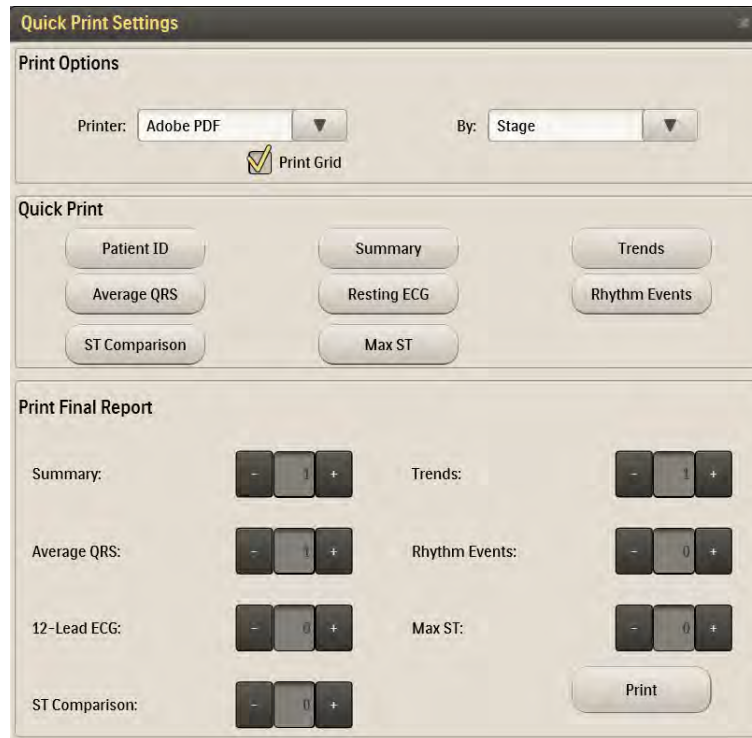 Quick Print Settings
Print Options
Printer: Adobe PDF By: Stage
Print Grid
Quick Print
Patient ID Summary Trends
Average QRS Resting ECG Rhythm Events
ST Comparison Max ST
Print Final Report
Summary: - 1 + Trends: - 1 +
Average QRS: - 1 + Rhythm Events: - 0 +
12-Lead ECG: - 0 + Max ST: - 0 +
ST Comparison: - 0 + Print